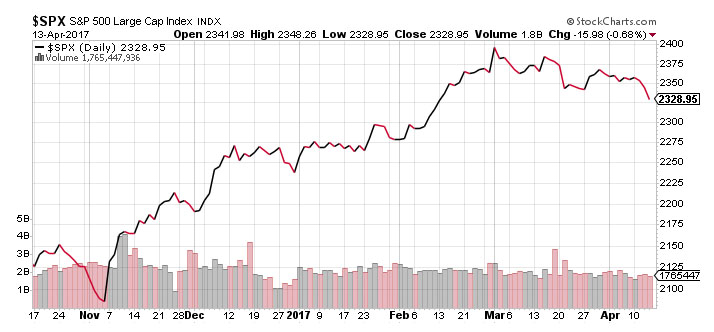 $SPX S&P 500 Large Cap Index INDX © StockCharts.com
13-Apr-2017 Open 2341.98 High 2348.26 Low 2328.95 Close 2328.95 Volume 1.8B Chg -15.98 (-0.68%)
$SPX (Daily) 2328.95
Volume 1,765,447,936
2400
2375
2350
2328.95
2300
2275
2250
2225
2200
2175
2150
2125
2100
5B
4B
3B
2B
1B
1765447
17 24 Nov 7 14 21 28 Dec 12 19 27 2017 9 17 23 Feb 6 13 21 Mar 6 13 20 27 Apr 10